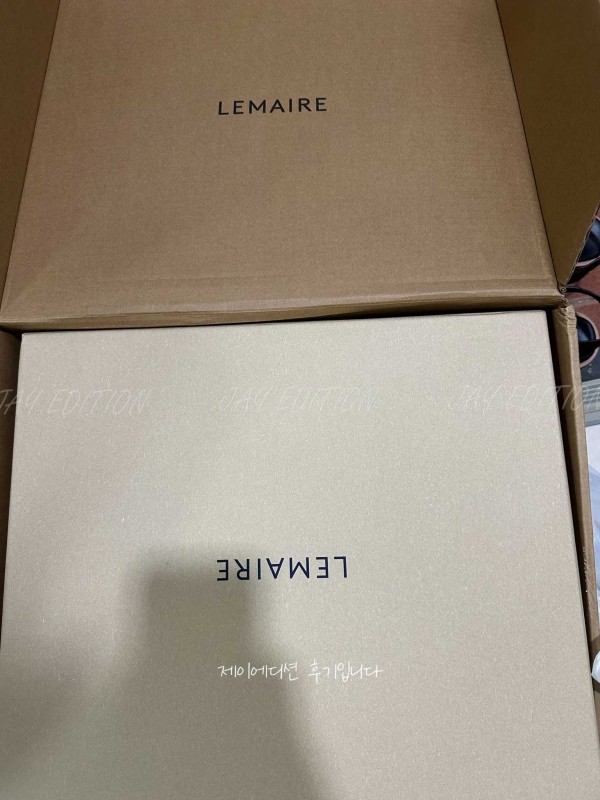 LEMAIRE
JAY EDITION JAY EDITION JAY EDITION
LEMAIRE
제이에디션 후기입니다